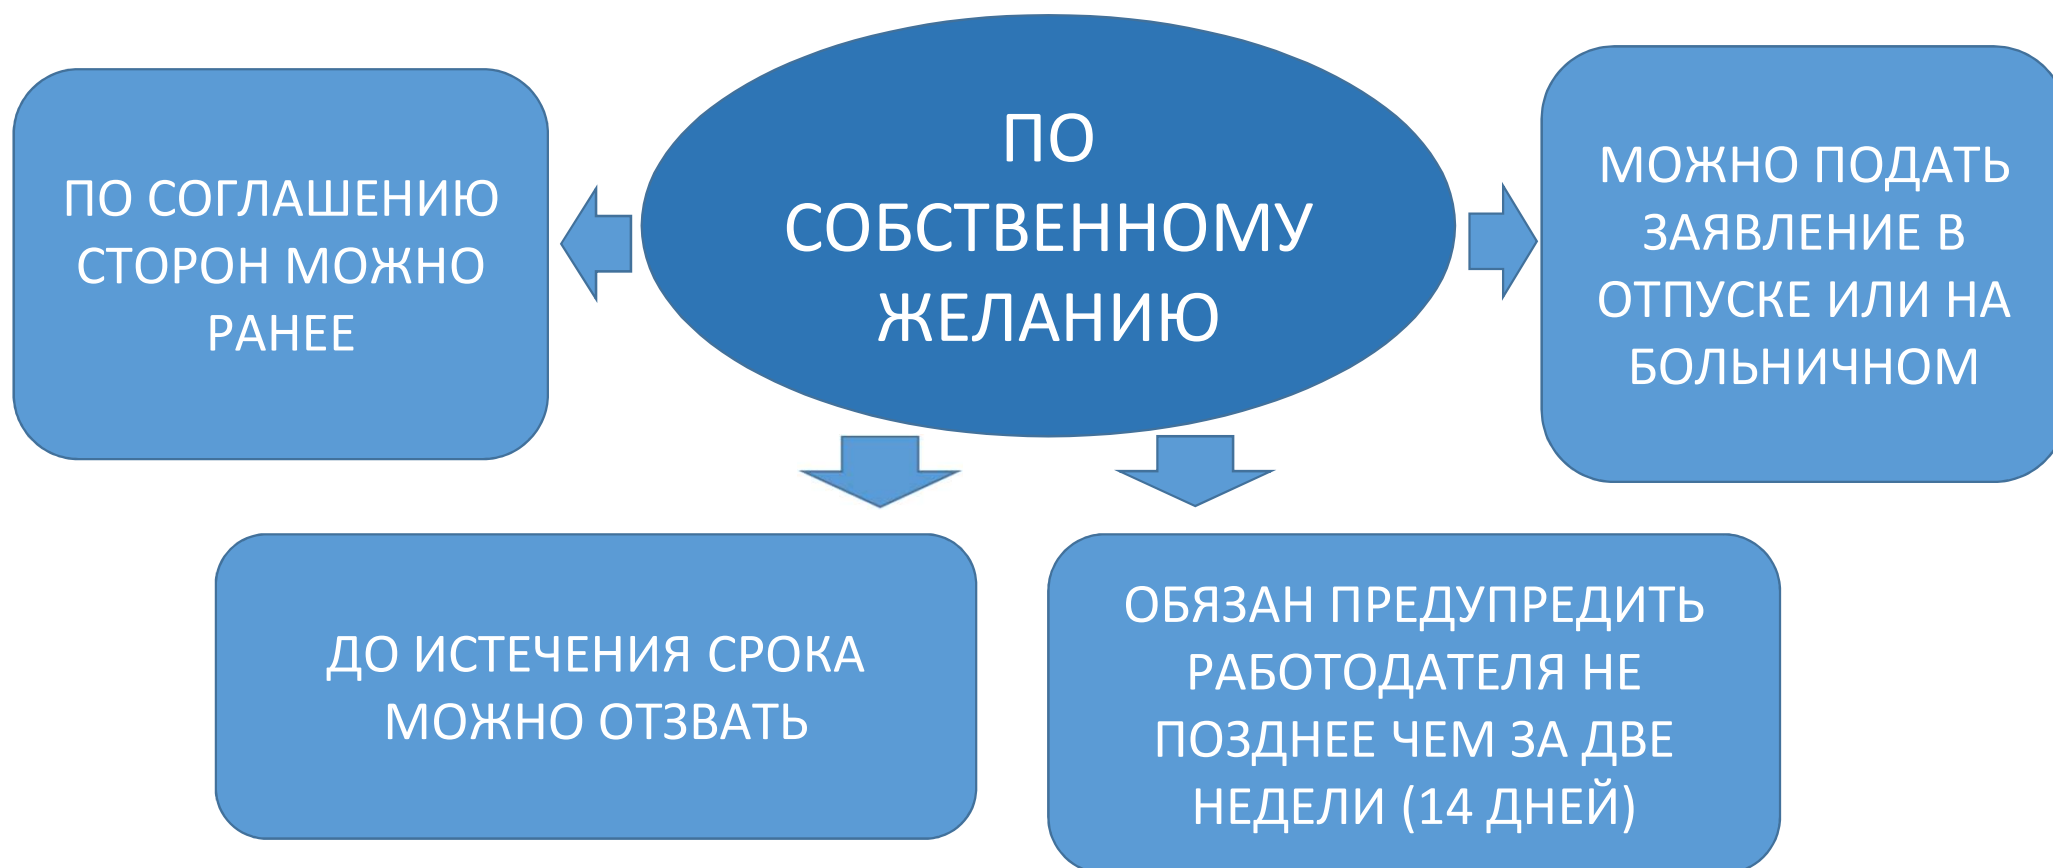 ПО СОГЛАШЕНИЮ
СТОРОН МОЖНО
РАНЕЕ
ПО
СОБСТВЕННОМУ
ЖЕЛАНИЮ
МОЖНО ПОДАТЬ
ЗАЯВЛЕНИЕ В
ОТПУСКЕ ИЛИ НА
БОЛЬНИЧНОМ
ДО ИСТЕЧЕНИЯ СРОКА
МОЖНО ОТЗВАТЬ
ОБЯЗАН ПРЕДУПРЕДИТЬ
РАБОТОДАТЕЛЯ НЕ
ПОЗДНЕЕ ЧЕМ ЗА ДВЕ
НЕДЕЛИ (14 ДНЕЙ)